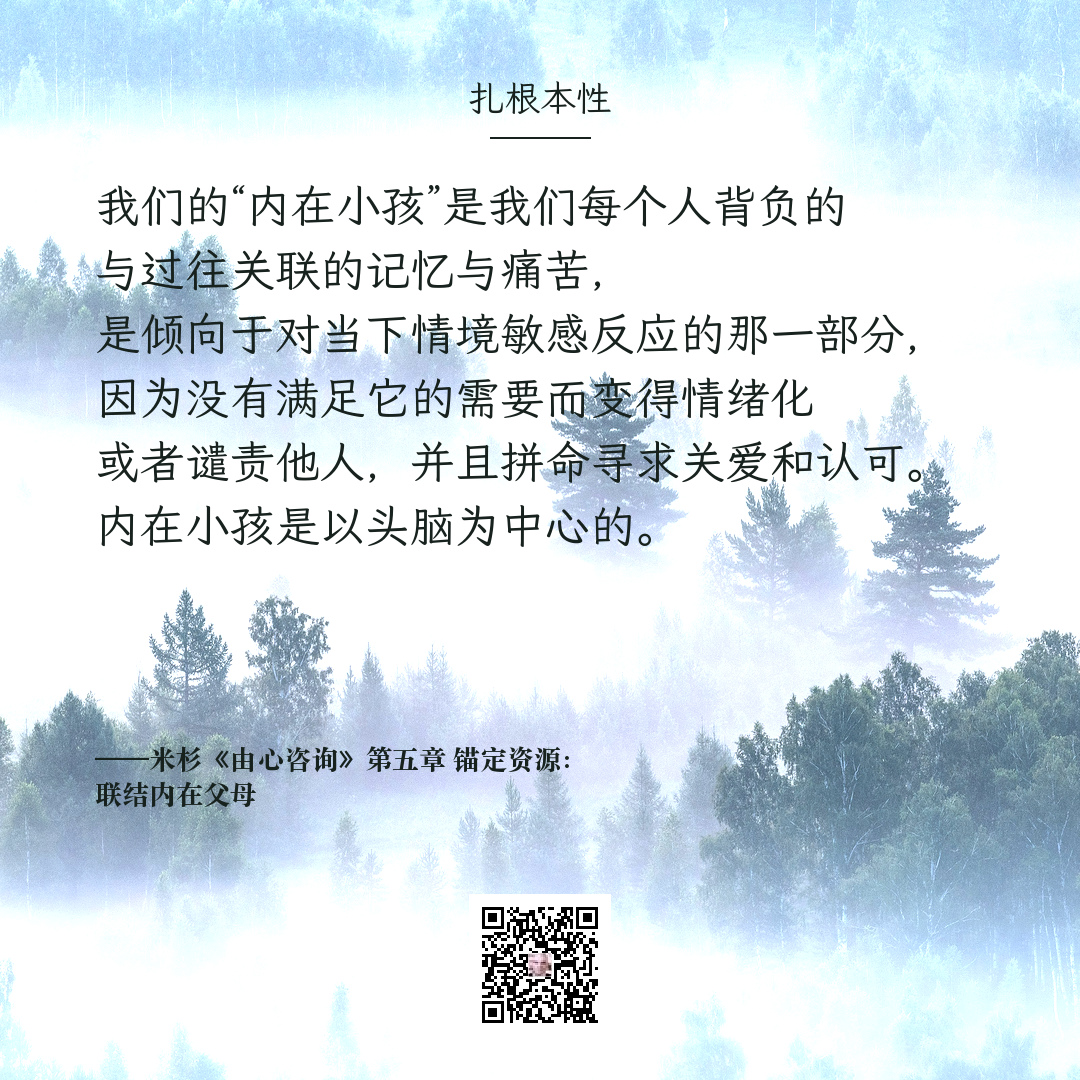 扎根本性
我们的“内在小孩”是我们每个人背负的
与过往关联的记忆与痛苦，
是倾向于对当下情境敏感反应的那一部分，
因为没有满足它的需要而变得情绪化
或者谴责他人，并且拼命寻求关爱和认可。
内在小孩是以头脑为中心的。
——米杉《由心咨询》第五章 锚定资源：
联结内在父母